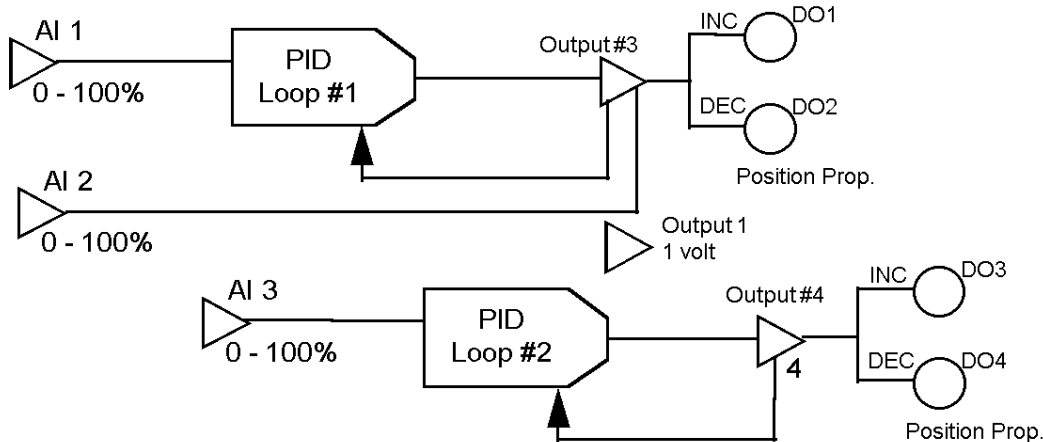 AI 1
0 - 100%
PID
Loop #1
Output #3
INC
DO1
DEC
DO2
Position Prop.
AI 2
0 - 100%
Output 1
1 volt
AI 3
0 - 100%
PID
Loop #2
Output #4
4
INC
DO3
DEC
DO4
Position Prop.